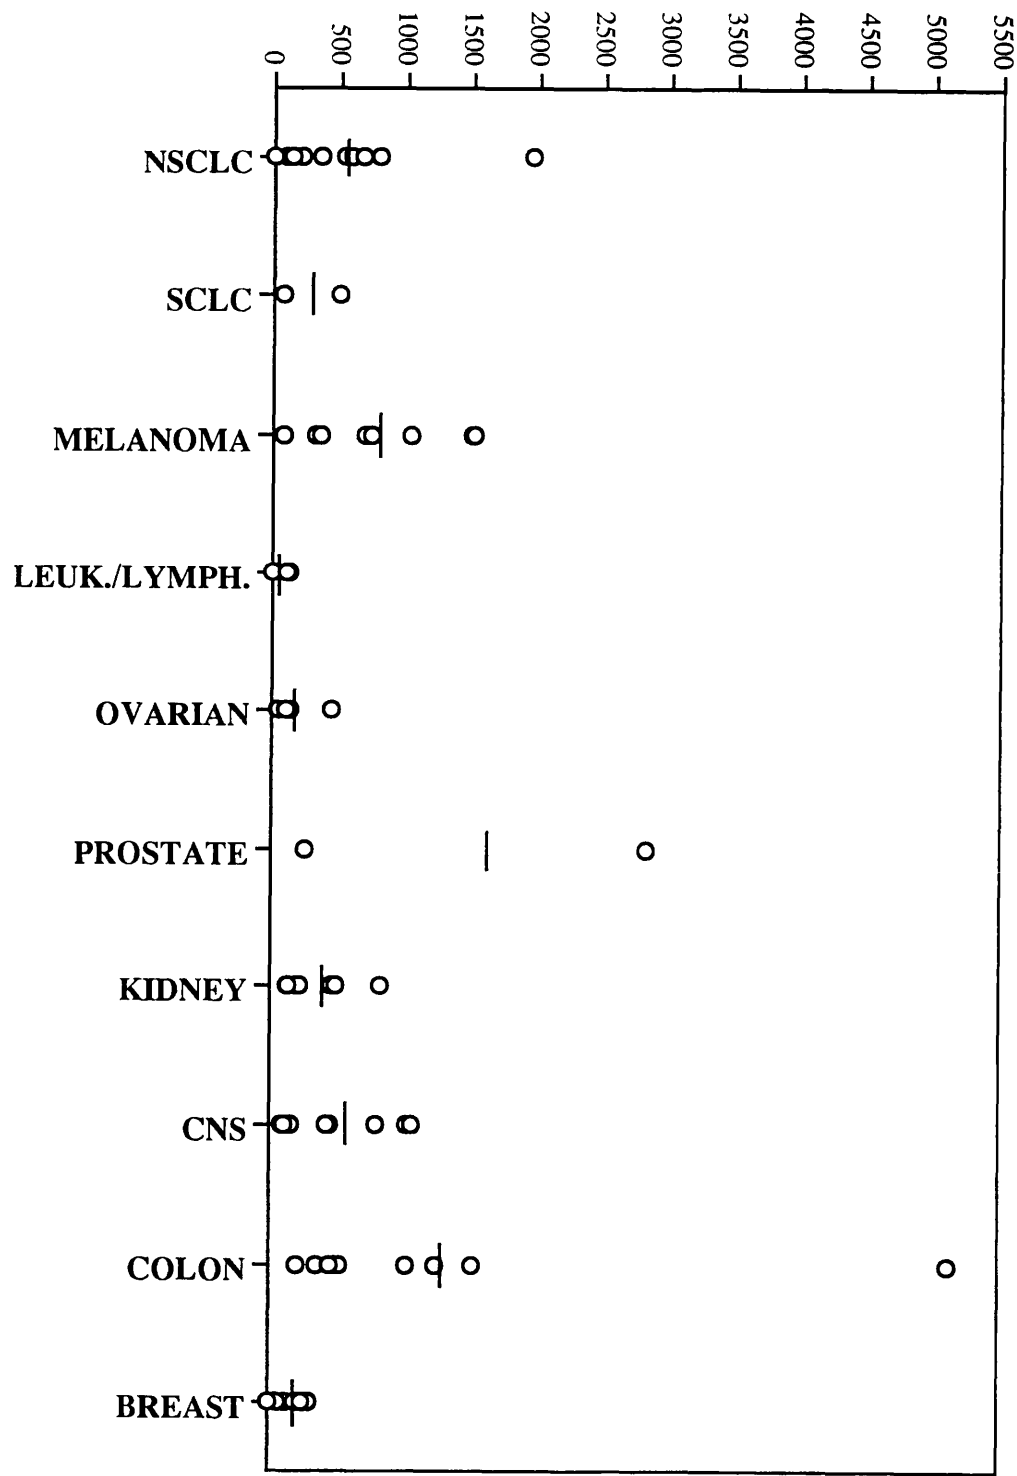 0
500
1000
1500
2000
2500
3000
3500
4000
4500
5000
5500
NSCLC
SCLC
MELANOMA
LEUK./LYMPH.
OVARIAN
PROSTATE
KIDNEY
CNS
COLON
BREAST